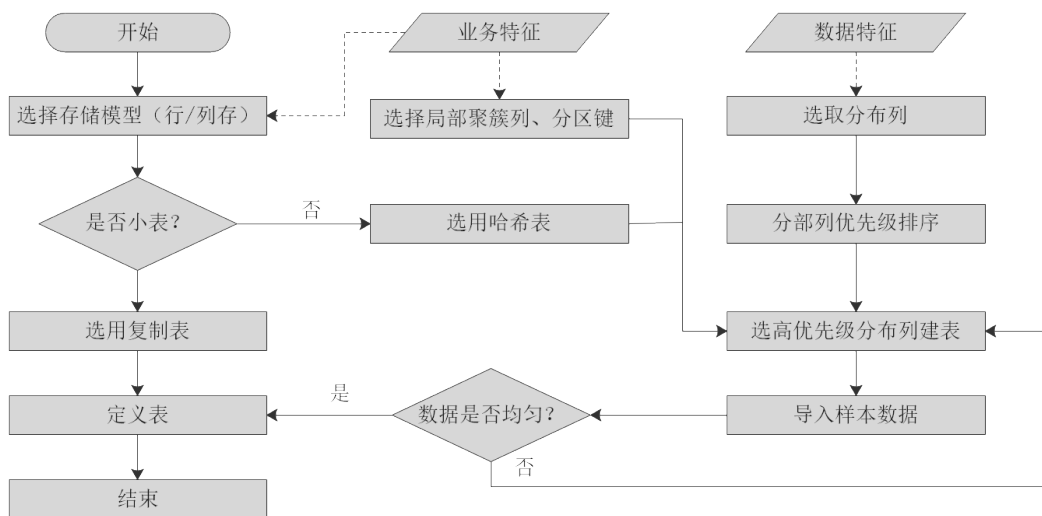 开始
业务特征
数据特征
选择存储模型（行/列存）
选择局部聚簇列、分区键
选取分布列
是否小表？
否
选用哈希表
分部列优先级排序
选用复制表
选高优先级分布列建表
定义表
是
数据是否均匀？
导入样本数据
否
结束